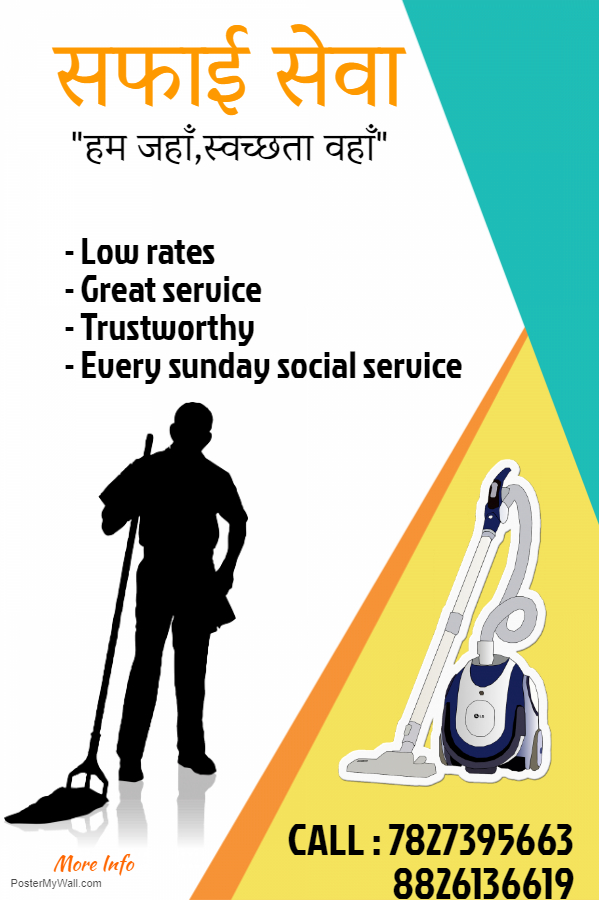 सफाई सेवा
"हम जहाँ,स्वच्छता वहाँ"
- Low rates
- Great service
- Trustworthy
- Every sunday social service
LG
CALL : 7827395663
8826136619
More Info
PosterMyWall.com